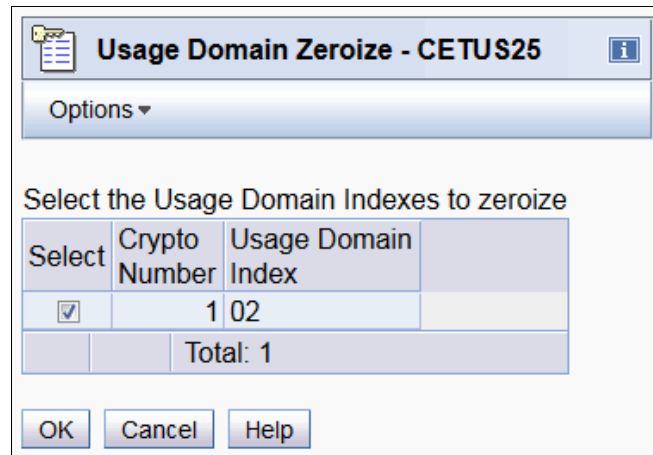 Usage Domain Zeroize - CETUS25
i
Options
Select the Usage Domain Indexes to zeroize
Select Crypto Number Usage Domain Index
1 02
Total: 1
OK Cancel Help